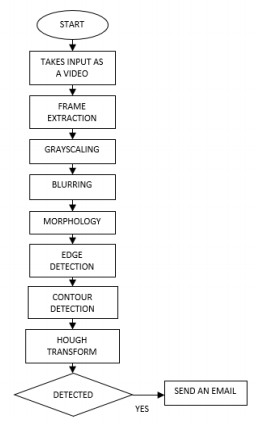 START
TAKES INPUT AS
A VIDEO
FRAME
EXTRACTION
GRAYSCALING
BLURRING
MORPHOLOGY
EDGE
DETECTION
CONTOUR
DETECTION
HOUGH
TRANSFORM
DETECTED
YES
SEND AN EMAIL